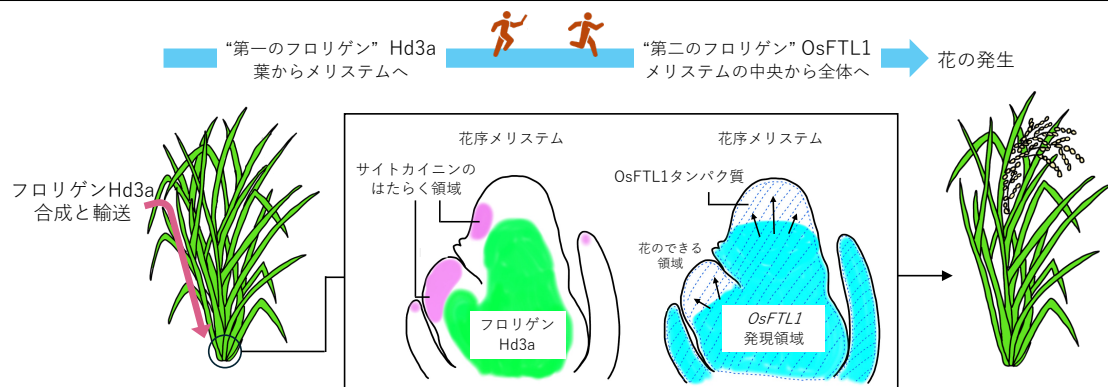 “第一のフロリゲン” Hd3a
葉からメリステムへ
“第二のフロリゲン” OsFTL1
メリステムの中央から全体へ
花の発生
フロリゲンHd3a
合成と輸送
花序メリステム
サイトカイニンの
はたらく領域
フロリゲン
Hd3a
花序メリステム
OsFTL1タンパク質
花のできる
領域
OsFTL1
発現領域